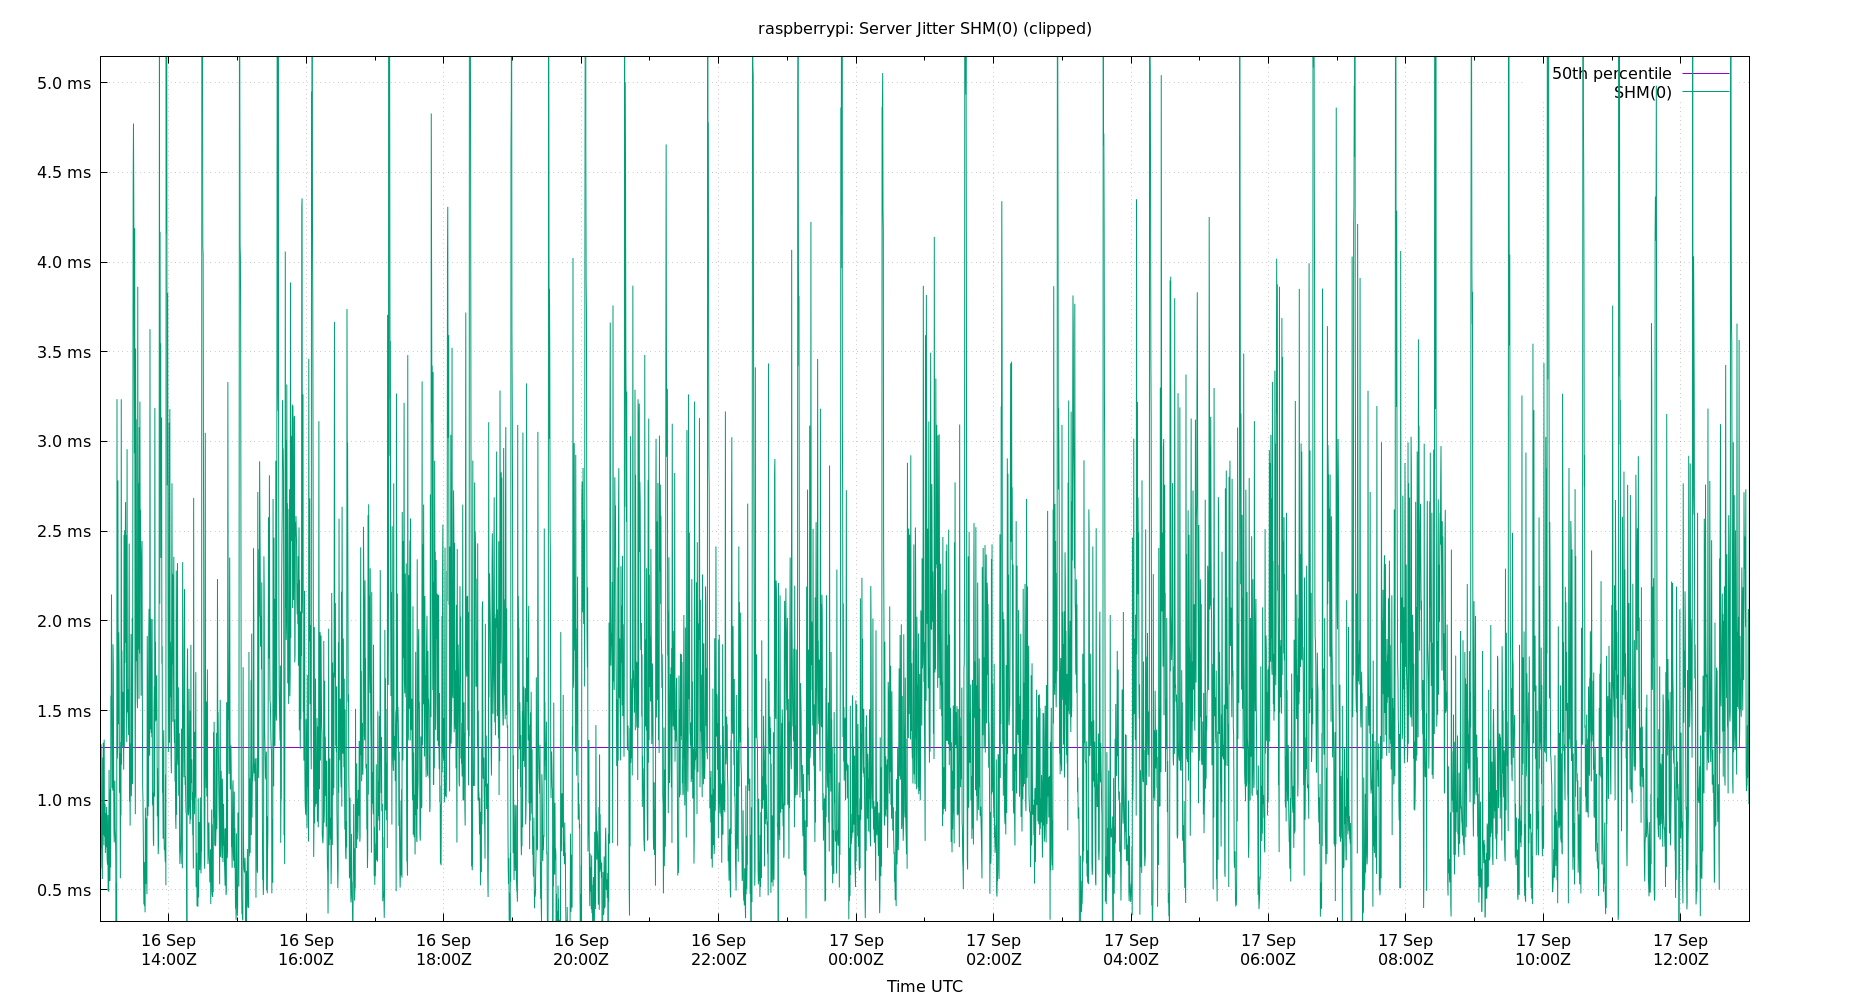 raspberrypi: Server Jitter SHM(0) (clipped)
50th percentile
SHM(0)
5.0 ms
4.5 ms
4.0 ms
3.5 ms
3.0 ms
2.5 ms
2.0 ms
1.5 ms
1.0 ms
0.5 ms
16 Sep 16 Sep 16 Sep 16 Sep 16 Sep 17 Sep 17 Sep 17 Sep 17 Sep 17 Sep 17 Sep 17 Sep
14:00Z 16:00Z 18:00Z 20:00Z 22:00Z 00:00Z 02:00Z 04:00Z 06:00Z 08:00Z 10:00Z 12:00Z
Time UTC